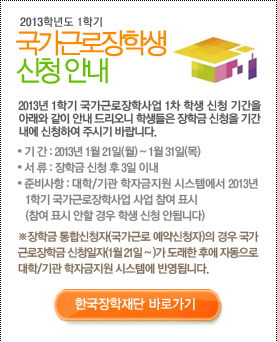 2013학년도 1학기
국가근로장학생
신청 안내
2013년 1학기 국가근로장학사업 1차 학생 신청 기간을
아래와 같이 안내 드리오니 학생들은 장학금 신청을 기간
내에 신청하여 주시기 바랍니다.
• 기 간 : 2013년 1월 21일(월) ~ 1월 31일(목)
• 서 류 : 장학금 신청 후 3일 이내
• 준비사항 : 대학/기관 학자금지원 시스템에서 2013년
1학기 국가근로장학사업 사업 참여 표시
(참여 표시 안할 경우 학생 신청 안됩니다)
※장학금 통합신청자(국가근로 예약신청자)의 경우 국가
근로장학금 신청일자(1월 21일 ~ )가 도래한 후에 자동으로
대학/기관 학자금지원 시스템에 반영됩니다.
한국장학재단 바로가기